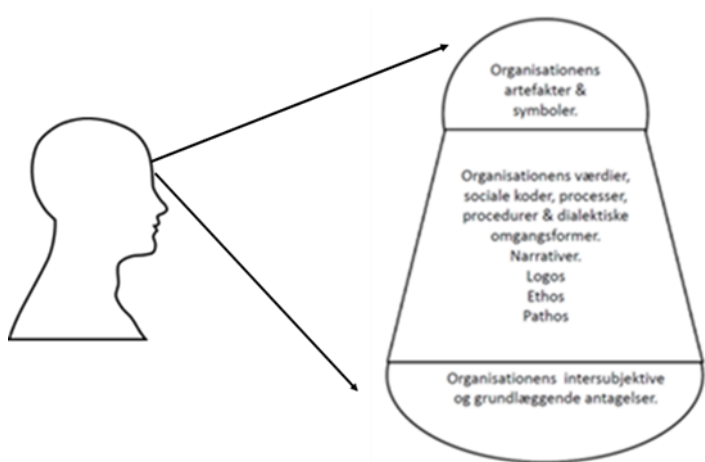 Organisationens
artefakter &
symboler.
Organisationens værdier,
sociale koder, processer,
procedurer & dialektiske
omgangsformer.
Narrativer.
Logos
Ethos
Pathos
Organisationens intersubjektive
og grundlæggende antagelser.